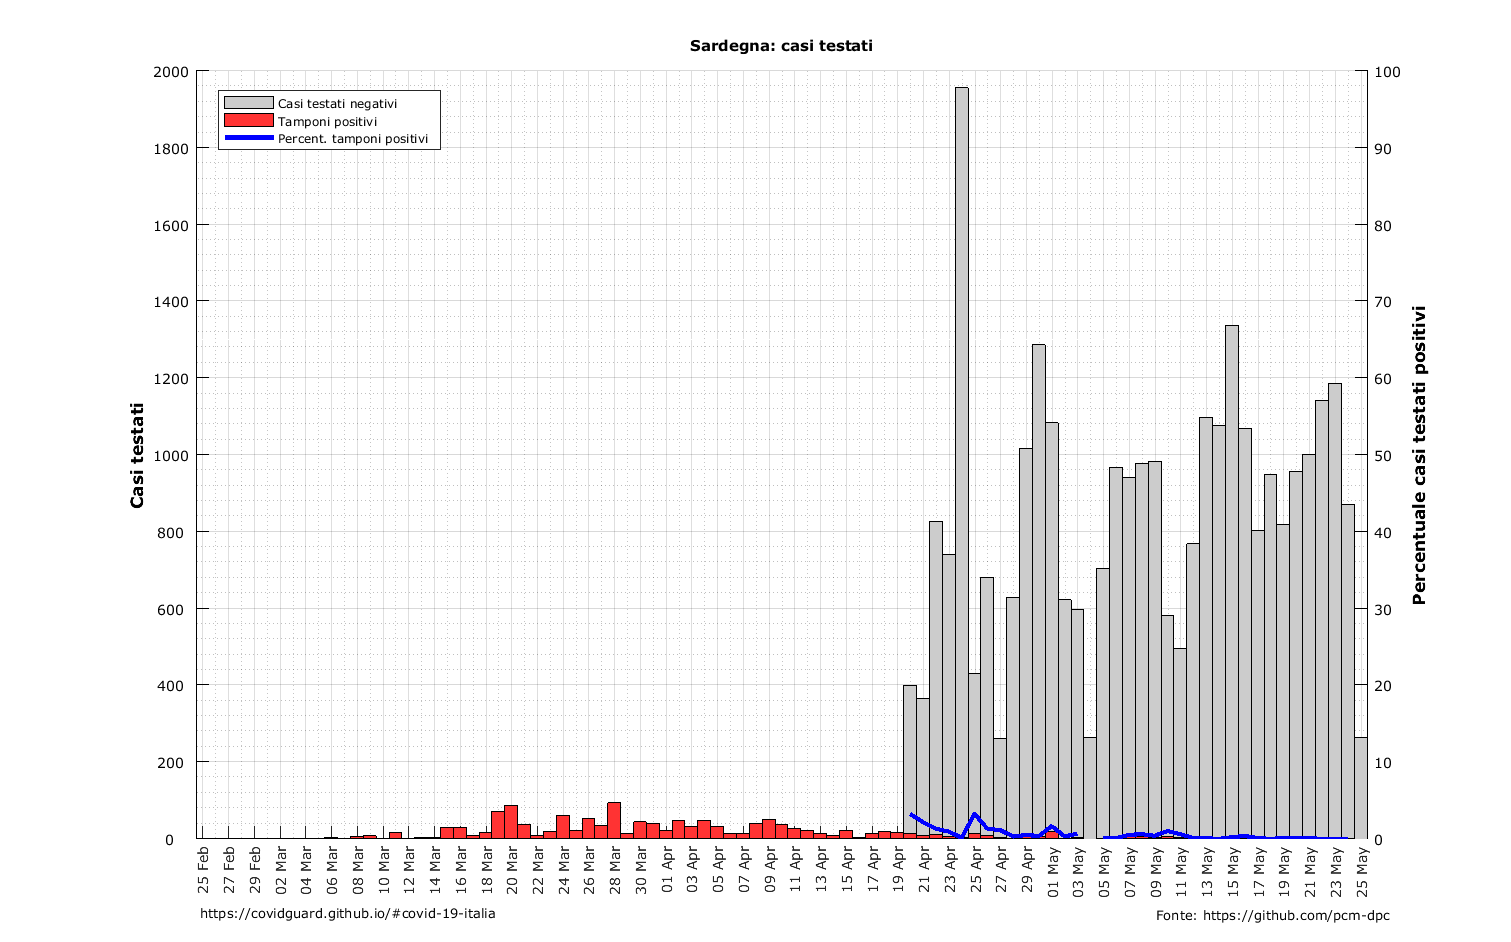 Sardegna: casi testati
Casi testati negativi
Tamponi positivi
Percent. tamponi positivi
Casi testati
2000
1800
1600
1400
1200
1000
800
600
400
200
0
100
90
80
70
60
50
40
30
20
10
0
Percentuale casi testati positivi
25 Feb
27 Feb
29 Feb
02 Mar
04 Mar
06 Mar
08 Mar
10 Mar
12 Mar
14 Mar
16 Mar
18 Mar
20 Mar
22 Mar
24 Mar
26 Mar
28 Mar
30 Mar
01 Apr
03 Apr
05 Apr
07 Apr
09 Apr
11 Apr
13 Apr
15 Apr
17 Apr
19 Apr
21 Apr
23 Apr
25 Apr
27 Apr
29 Apr
01 May
03 May
05 May
07 May
09 May
11 May
13 May
15 May
17 May
19 May
21 May
23 May
25 May
https://covidguard.github.io/#covid-19-italia
Fonte: https://github.com/pcm-dpc